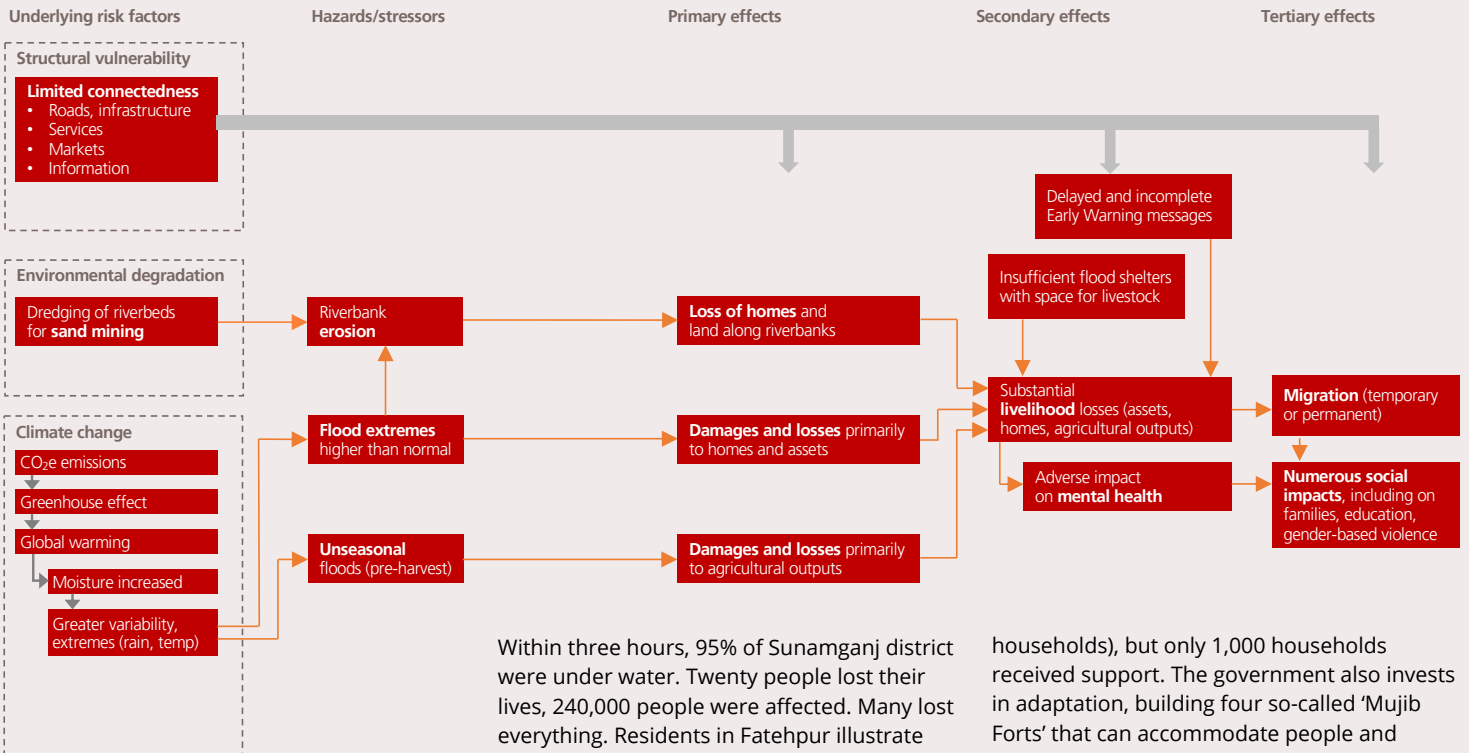 Underlying risk factors
Hazards/stressors
Primary effects
Secondary effects
Tertiary effects
Structural vulnerability
Limited connectedness
• Roads, infrastructure
• Services
• Markets
• Information
Delayed and incomplete
Early Warning messages
Insufficient flood shelters
with space for livestock
Environmental degradation
Dredging of riverbeds
for sand mining
Riverbank
erosion
Loss of homes and
land along riverbanks
Substantial
livelihood losses (assets,
homes, agricultural outputs)
Migration (temporary
or permanent)
Climate change
CO₂e emissions
Greenhouse effect
Global warming
Moisture increased
Greater variability,
extremes (rain, temp)
Flood extremes
higher than normal
Damages and losses primarily
to homes and assets
Adverse impact
on mental health
Numerous social
impacts, including on
families, education,
gender-based violence
Unseasonal
floods (pre-harvest)
Damages and losses primarily
to agricultural outputs
Within three hours, 95% of Sunamganj district
were under water. Twenty people lost their
lives, 240,000 people were affected. Many lost
everything. Residents in Fatehpur illustrate
households), but only 1,000 households
received support. The government also invests
in adaptation, building four so-called ‘Mujib
Forts’ that can accommodate people and